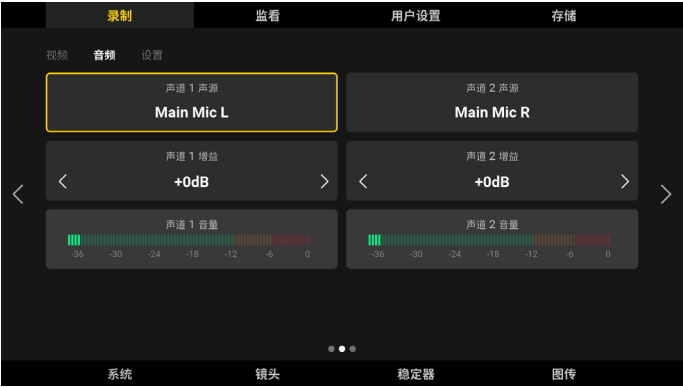 录制 监看 用户设置 存储
视频 音频 设置
声道 1 声源 声道 2 声源
Main Mic L Main Mic R
声道 1 增益 声道 2 增益
+0dB +0dB
声道 1 音量 声道 2 音量
-36 -30 -24 -18 -12 -6 0 -36 -30 -24 -18 -12 -6 0
系统 镜头 稳定器 图传